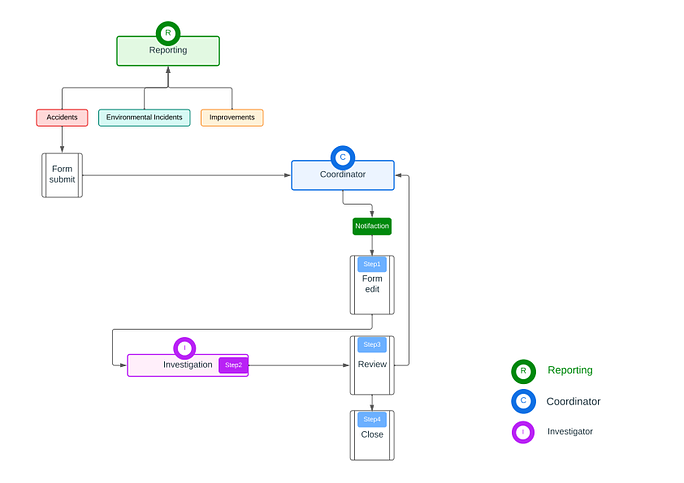 R
Reporting
Accidents
Environmental Incidents
Improvements
Form
submit
C
Coordinator
Notifaction
Step1
Form
edit
I
Investigation
Step2
Step3
Review
Step4
Close
R
Reporting
C
Coordinator
I
Investigator